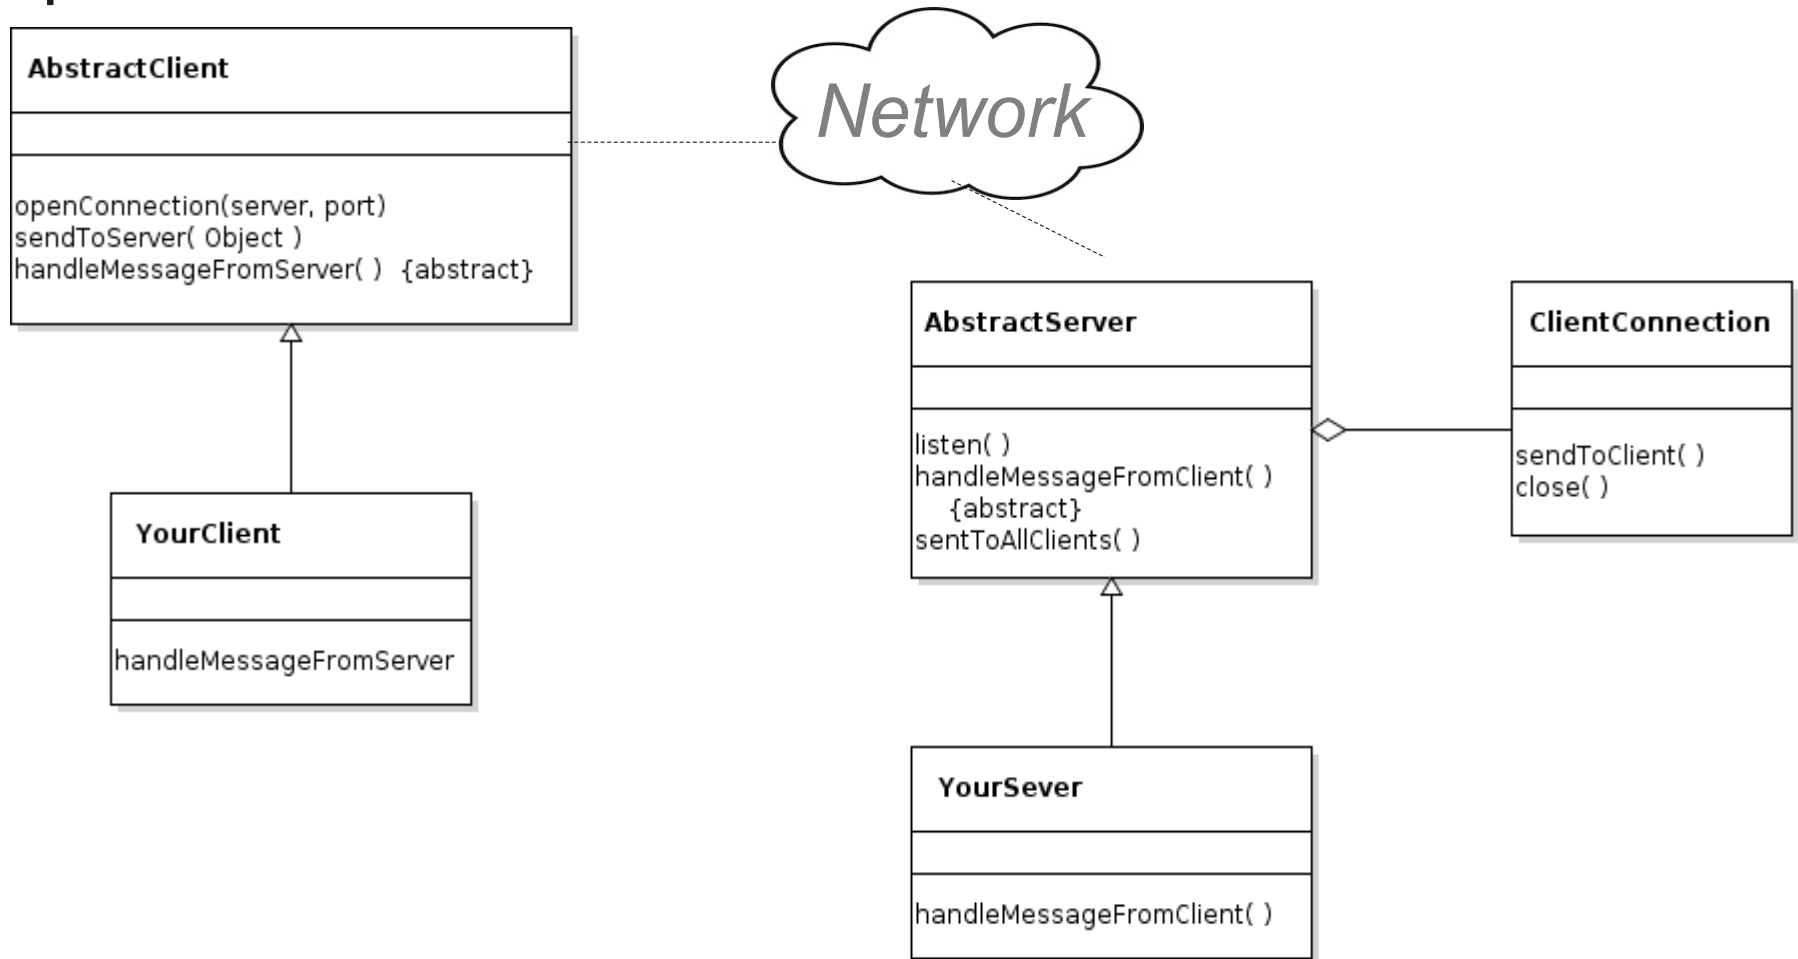 AbstractClient
openConnection(server, port)
sendToServer( Object )
handleMessageFromServer( ) {abstract}
Network
YourClient
handleMessageFromServer
AbstractServer
listen( )
handleMessageFromClient( )
{abstract}
sentToAllClients( )
ClientConnection
sendToClient( )
close( )
YourSever
handleMessageFromClient( )